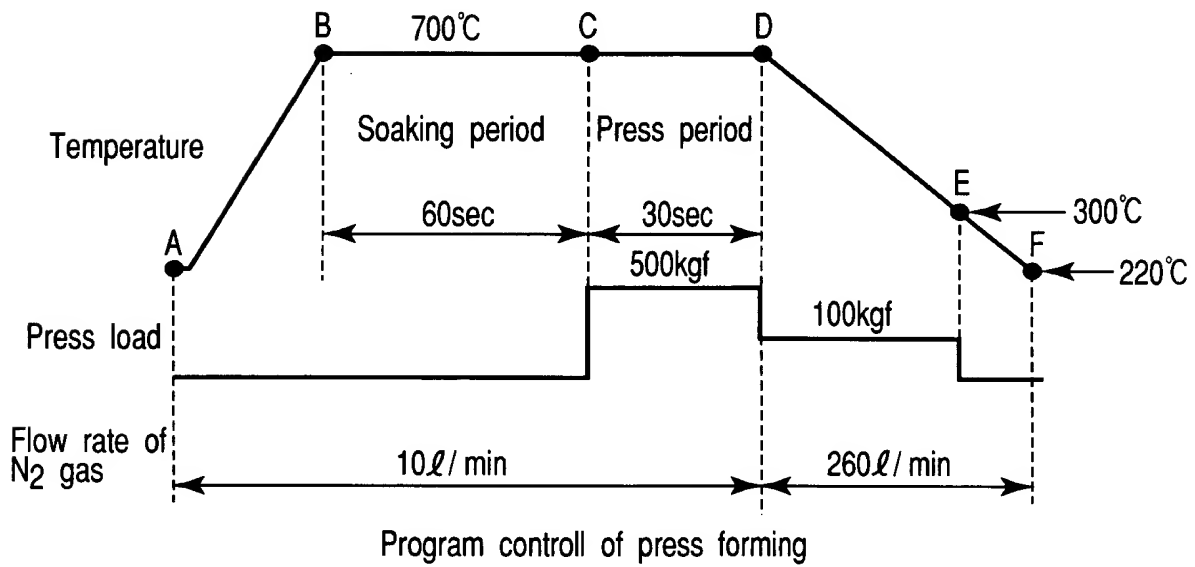 B
700℃
C
D
Temperature
Soaking period
Press period
E
300℃
60sec
30sec
A
F
220℃
500kgf
100kgf
Press load
Flow rate of
N2 gas
10ℓ/ min
260ℓ/ min
Program controll of press forming